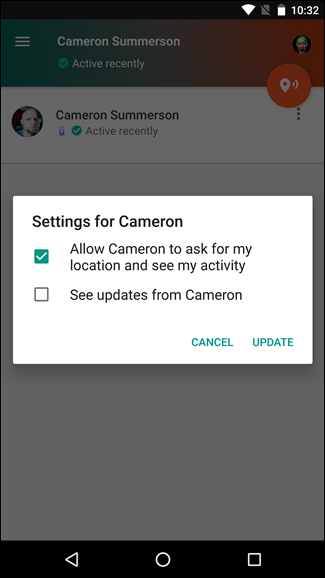 10:32
Cameron Summerson
Active recently
Cameron Summerson
Active recently
Settings for Cameron
Allow Cameron to ask for my
location and see my activity
See updates from Cameron
CANCEL UPDATE